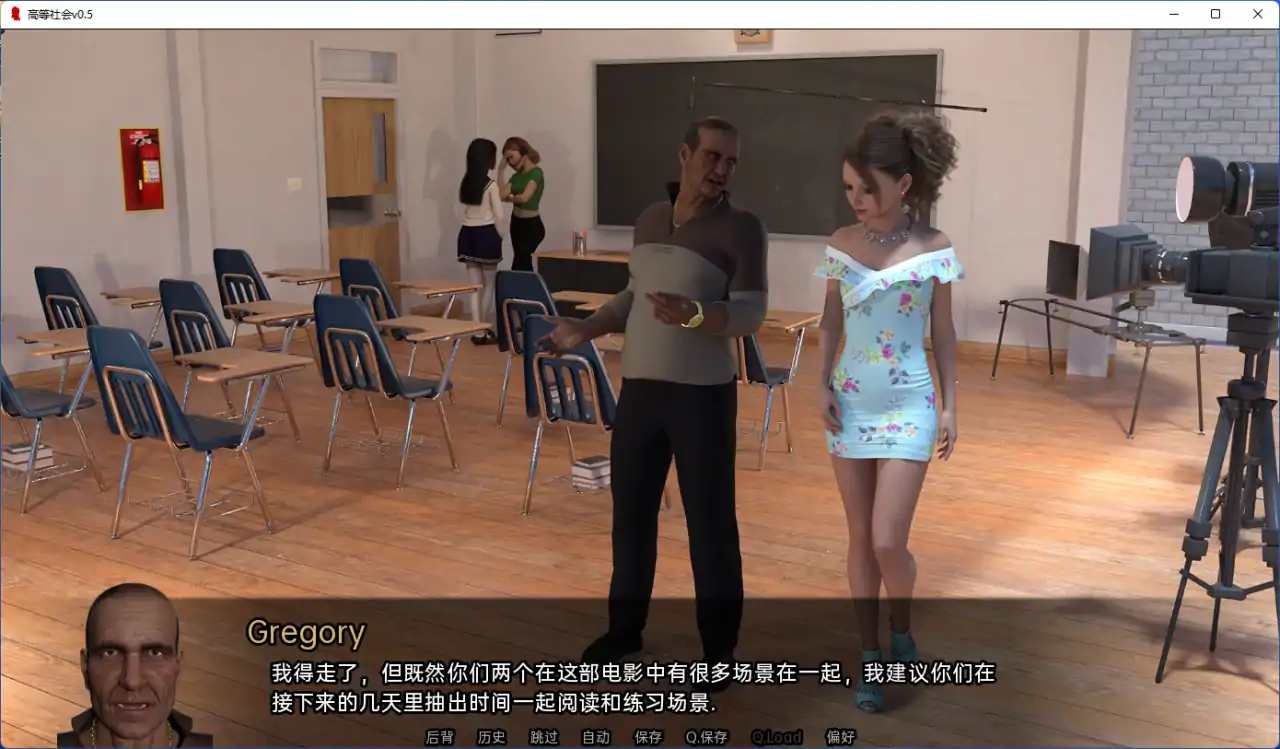 高等社会v0.5
Gregory
我得走了，但既然你们两个在这部电影中有很多场景在一起，我建议你们在
接下来的几天里抽出时间一起阅读和练习场景.
后背 历史 跳过 自动 保存 Q.保存 Q.Load 偏好